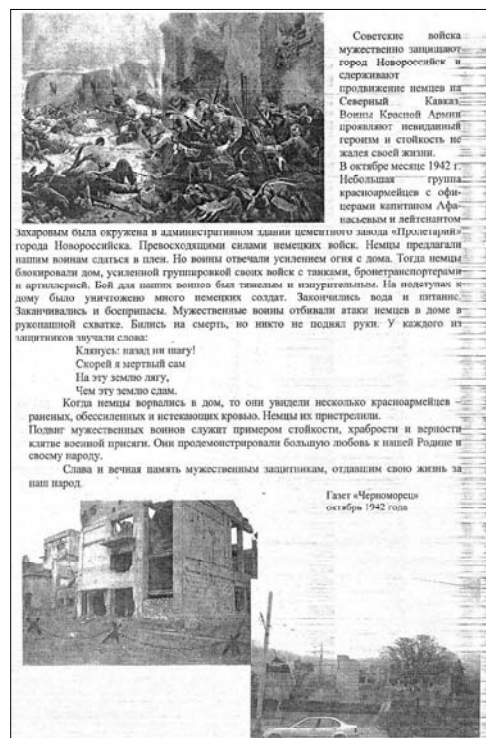 Советские войска
мужественно защищают
город Новороссийск и
сдерживают
продвижение немцев на
Северный Кавказ.
Воины Красной Армии
проявляют невиданный
героизм и стойкость не
жалея своей жизни.
В октябре месяце 1942 г.
Небольшая группа
красноармейцев с офи-
церами капитаном Афа-
насьевым и лейтенантом
Захаровым была окружена в административном здании цементного завода «Пролетарий»
города Новороссийска. Превосходящими силами немецких войск. Немцы предлагали
нашим воинам сдаться в плен. Но воины отвечали усилением огня с дома. Тогда немцы
блокировали дом, усиленной группировкой своих войск с танками, бронетранспортерами
и артиллерией. Бой для наших воинов был тяжелым и изнурительным. На подступах к
дому было уничтожено много немецких солдат. Закончились вода и питание.
Заканчивались и боеприпасы. Мужественные воины отбивали атаки немцев в доме в
рукопашной схватке. Бились на смерть, но никто не поднял руки. У каждого из
защитников звучали слова:
Клянусь: назад ни шагу!
Скорей я мертвый сам
На эту землю лягу,
Чем эту землю сдам.
Когда немцы ворвались в дом, то они увидели несколько красноармейцев –
раненых, обессиленных и истекающих кровью. Немцы их пристрелили.
Подвиг мужественных воинов служит примером стойкости, храбрости и верности
клятве военной присяги. Они продемонстрировали большую любовь к нашей Родине и
своему народу.
Слава и вечная память мужественным защитникам, отдавшим свою жизнь за
наш народ.
Газет «Черноморец»
октябрь 1942 года